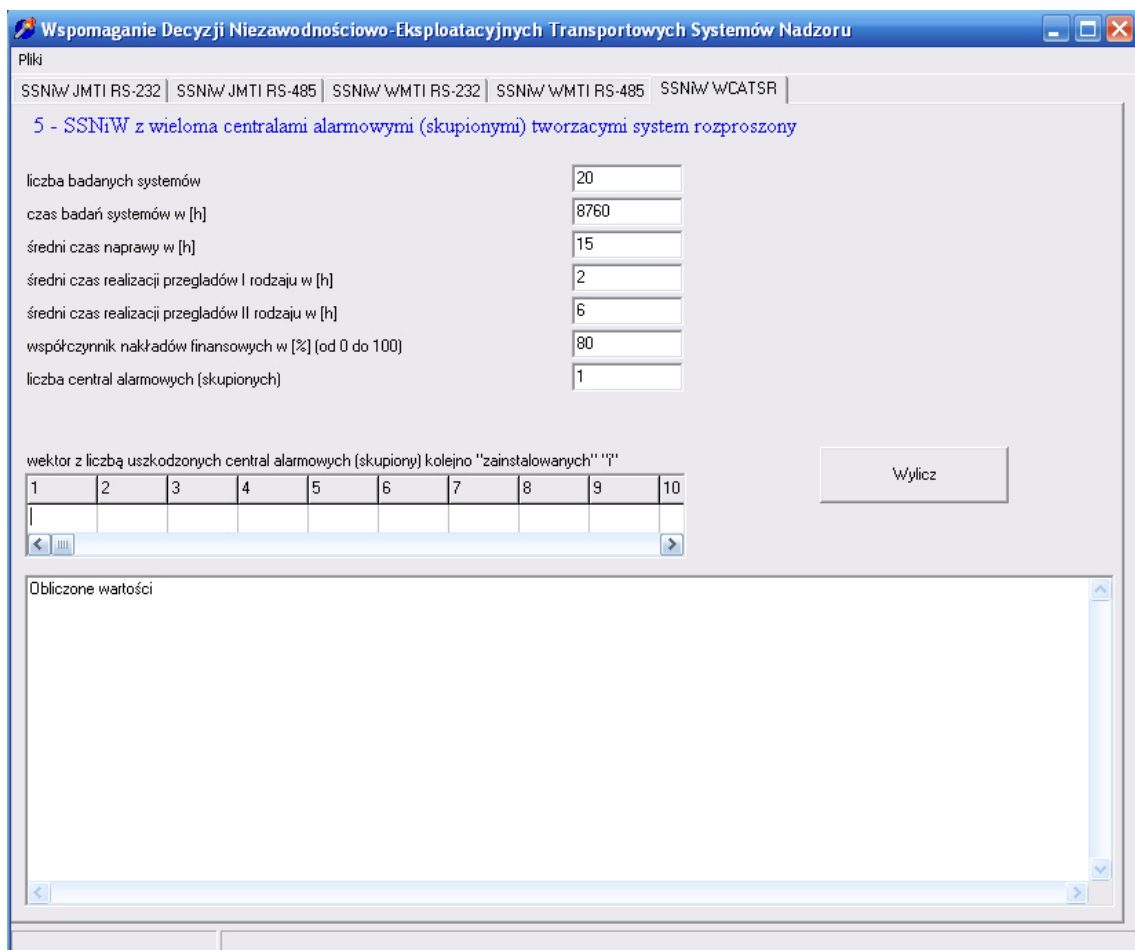 Wspomaganie Decyzji Niezawodnościowo-Eksploatacyjnych Transportowych Systemów Nadzoru
Pliki
SSNiW JMTI RS-232 SSNiW JMTI RS-485 SSNiW WMTI RS-232 SSNiW WMTI RS-485 SSNiW WCATSR
5 - SSNiW z wieloma centralami alarmowymi (skupionymi) tworzacymi system rozproszony
liczba badanych systemów 20
czas badań systemów w [h] 8760
średni czas naprawy w [h] 15
średni czas realizacji przegladów I rodzaju w [h] 2
średni czas realizacji przegladów II rodzaju w [h] 6
współczynnik nakładów finansowych w [%] (od 0 do 100) 80
liczba central alarmowych (skupionych) 1
wektor z liczbą uszkodzonych central alarmowych (skupiony) kolejno "zainstalowanych" "i"
Wylicz
1 2 3 4 5 6 7 8 9 10
Obliczone wartości